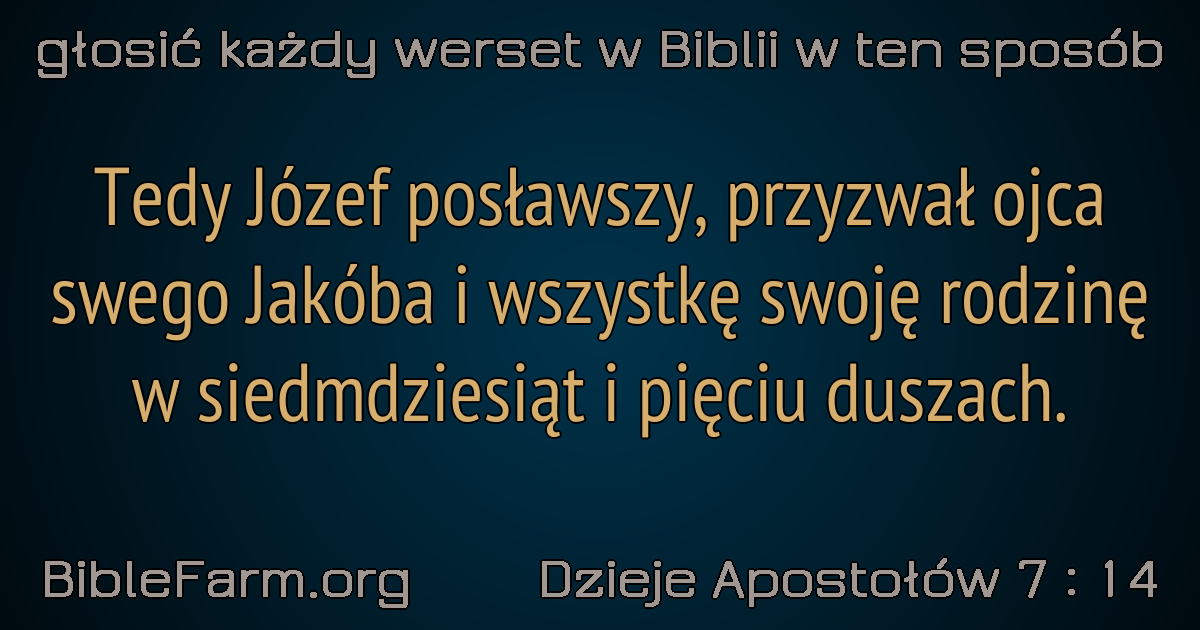 głosić każdy werset w Biblii w ten sposób
Tedy Józef posławszy, przyzwał ojca
swego Jakóba i wszystkę swoję rodzinę
w siedmdziesiąt i pięciu duszach.
BibleFarm.org
Dzieje Apostołów 7 : 14